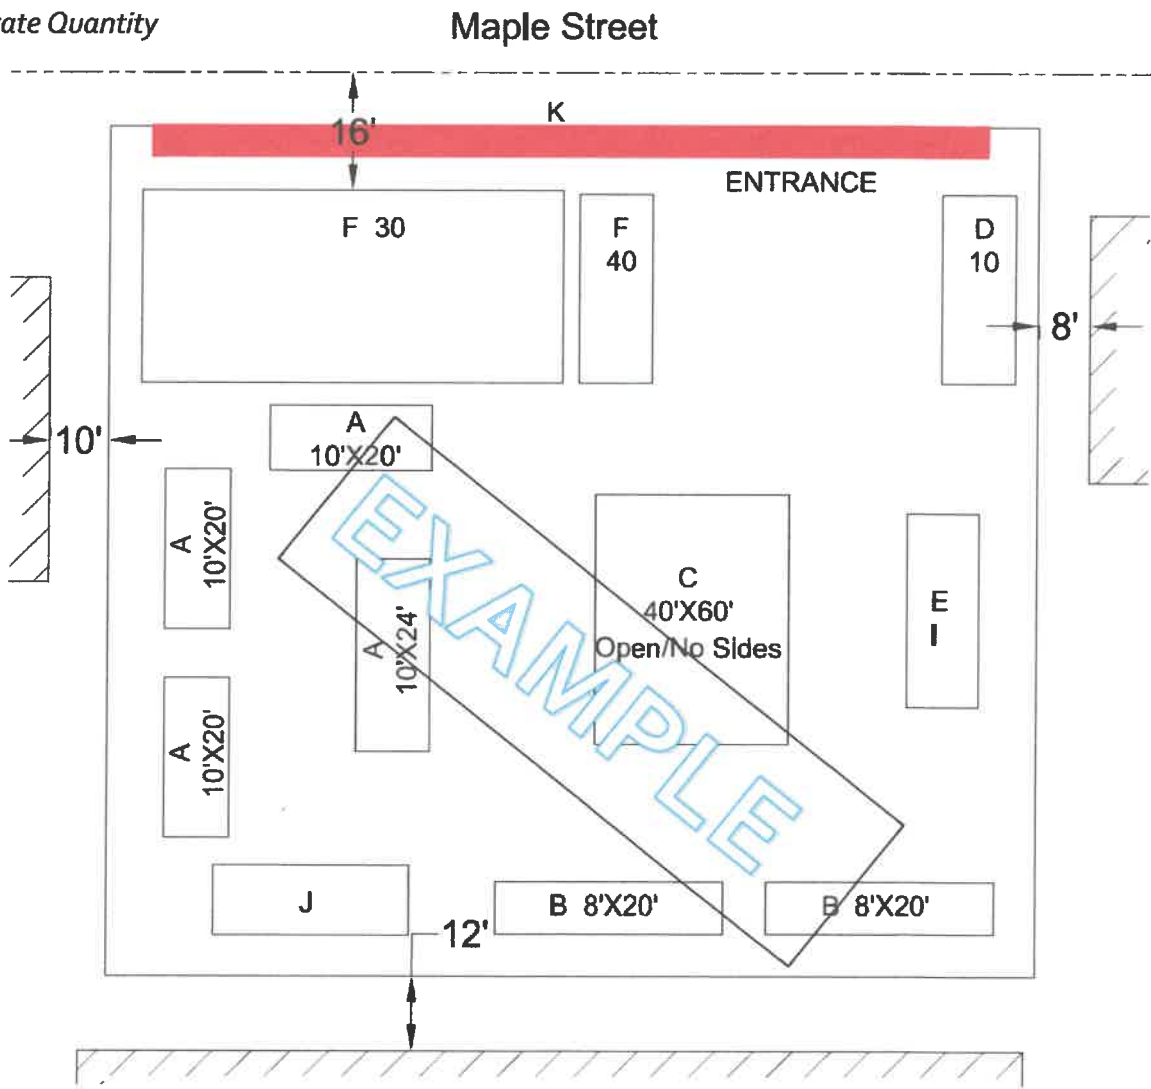 ate Quantity
Maple Street
K
16'
ENTRANCE
F 30
F
40
D
10
8'
10'
A
10'X20'
A
10'X20'
A
10'X24'
C
40'X60'
Open/No Sides
E
I
A
10'X20'
EXAMPLE
J
B 8'X20'
B 8'X20'
12'